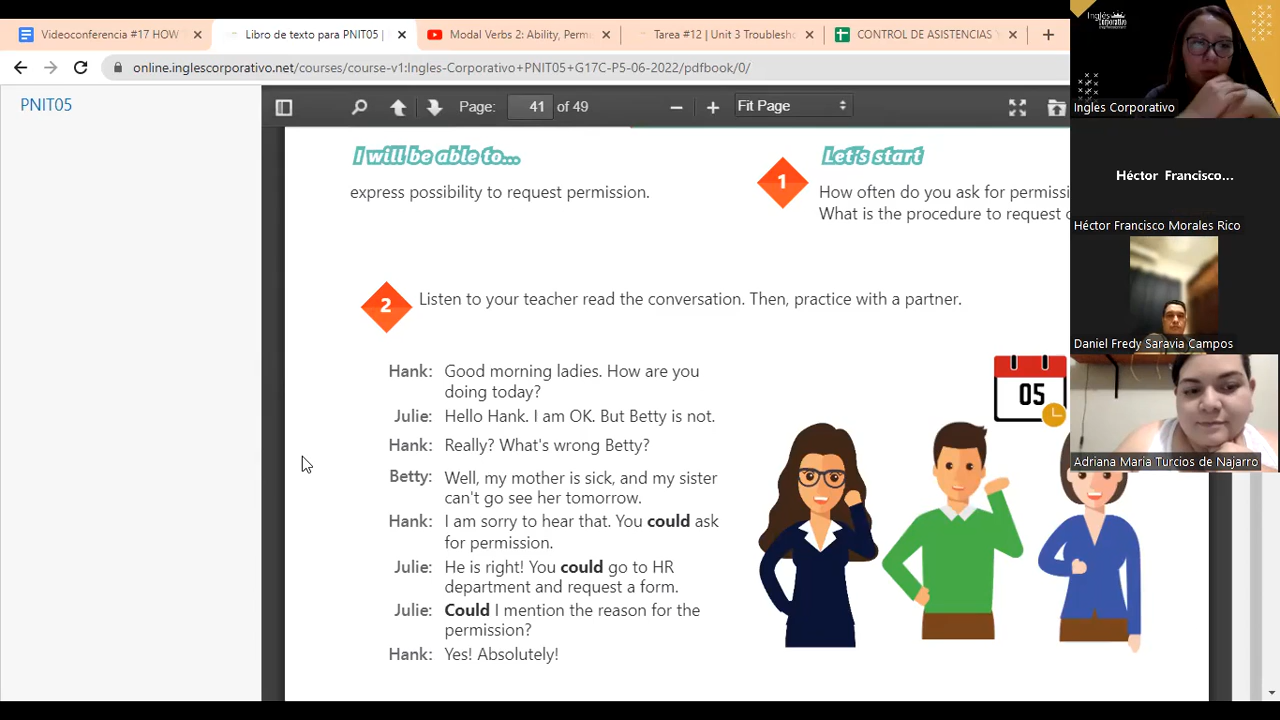 Videoconferencia #17 HOW
Libro de texto para PNIT05 |
Modal Verbs 2: Ability, Perm
Tarea #12 | Unit 3 Troublesh
CONTROL DE ASISTENCIAS
online.inglescorporativo.net/courses/course-v1:Ingles-Corporativo+PNIT05+G17C-P5-06-2022/pdfbook/0/
PNIT05
Page: 41 of 49
Fit Page
I will be able to...
express possibility to request permission.
Let's start
1
How often do you ask for permissi
What is the procedure to request
2
Listen to your teacher read the conversation. Then, practice with a partner.
Hank: Good morning ladies. How are you
doing today?
Julie: Hello Hank. I am OK. But Betty is not.
Hank: Really? What's wrong Betty?
Betty: Well, my mother is sick, and my sister
can't go see her tomorrow.
Hank: I am sorry to hear that. You could ask
for permission.
Julie: He is right! You could go to HR
department and request a form.
Julie: Could I mention the reason for the
permission?
Hank: Yes! Absolutely!
05
Inglés
Ingles Corporativo
Héctor Francisco...
Héctor Francisco Morales Rico
Daniel Fredy Saravia Campos
Adriana Maria Turcios de Najarro